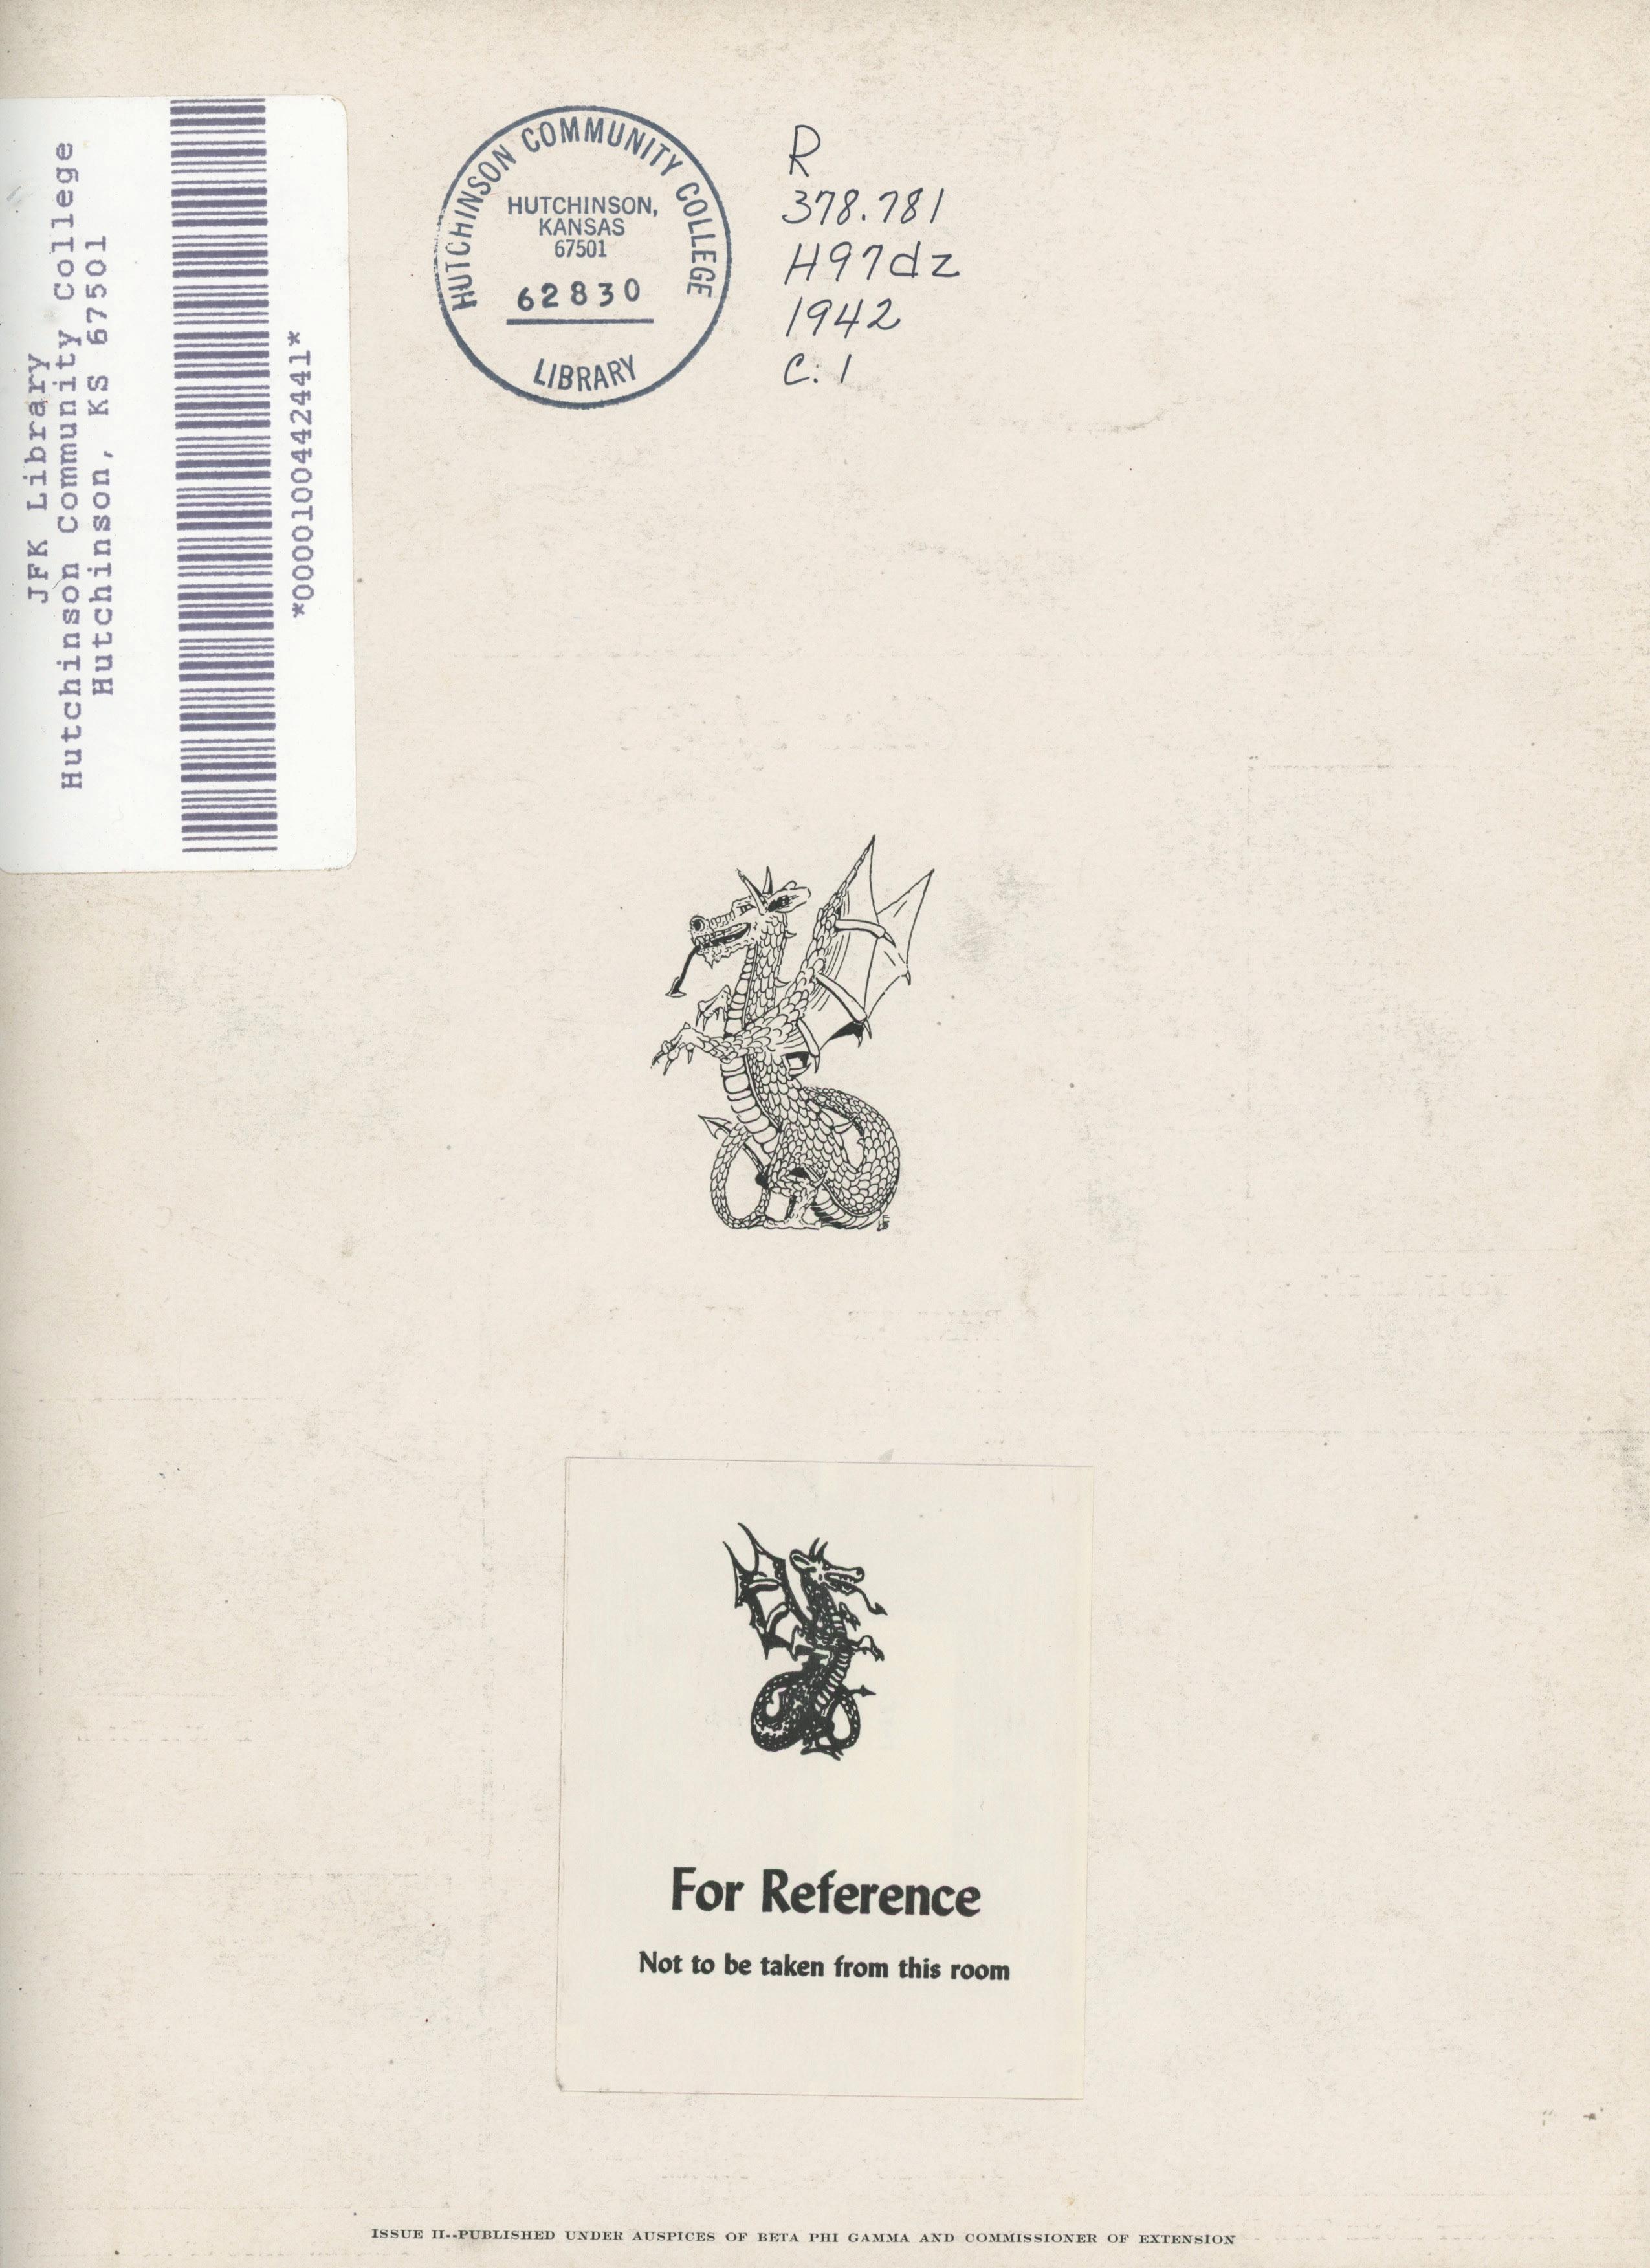 JFK Library
Hutchinson Community College
Hutchinson, KS 67501
*000100442441*
HUTCHINSON COMMUNITY COLLEGE
HUTCHINSON,
KANSAS
67501
62830
LIBRARY
R
378.781
H97dz
1942
C.1
For Reference
Not to be taken from this room
ISSUE II--PUBLISHED UNDER AUSPICES OF BETA PHI GAMMA AND COMMISSIONER OF EXTENSION